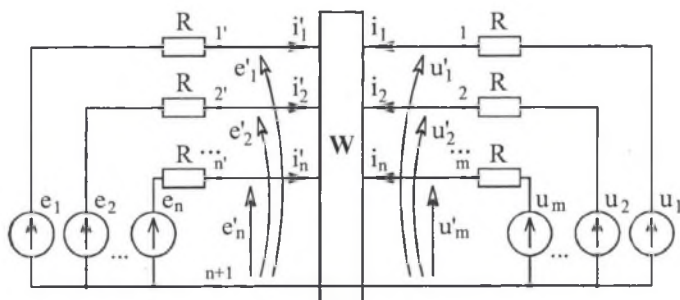 R 1' i'₁ i₁ 1 R
e'₁ u'₁
R 2' i'₂ i₂ 2 R
e'₂ u'₂
W
R ... n' i'ₙ iₙ ... m R
e₁ e₂ eₙ e'ₙ u'ₘ uₘ u₂ u₁
... ...
n+1